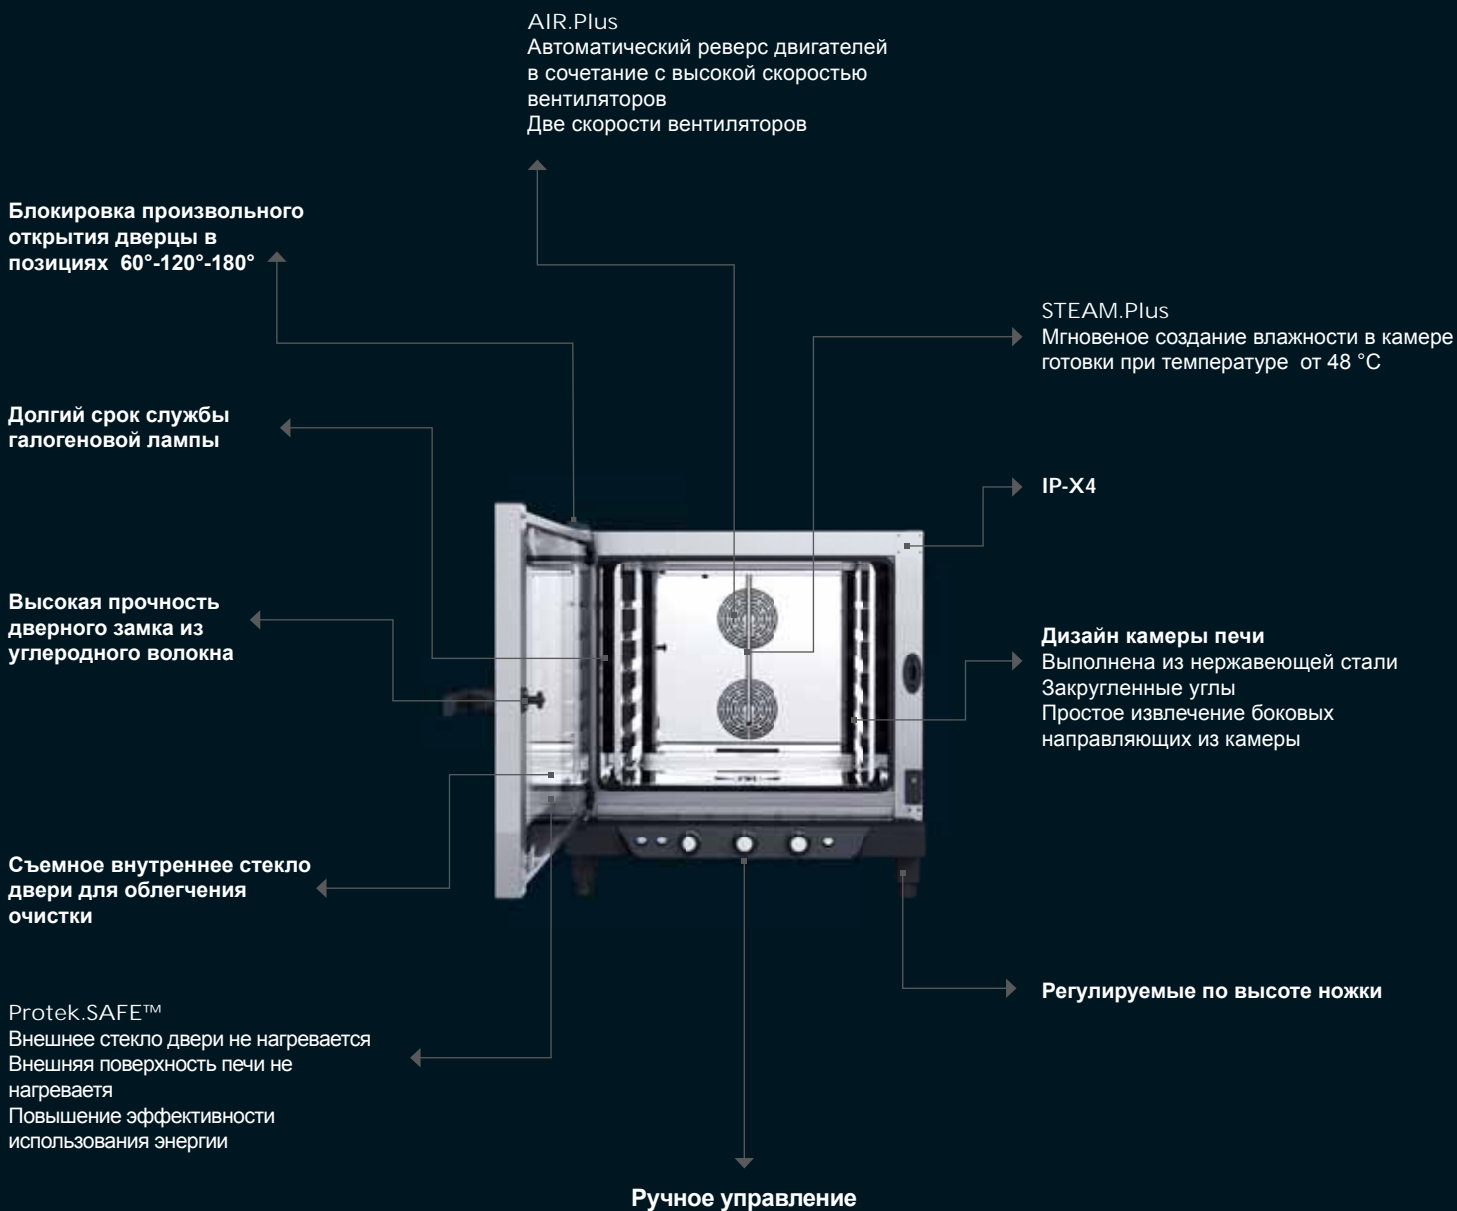 AIR.Plus
Автоматический реверс двигателей
в сочетание с высокой скоростью
вентиляторов
Две скорости вентиляторов
Блокировка произвольного
открытия дверцы в
позициях 60°-120°-180°
STEAM.Plus
Мгновеное создание влажности в камере
готовки при температуре от 48 °C
Долгий срок службы
галогеновой лампы
IP-X4
Высокая прочность
дверного замка из
углеродного волокна
Дизайн камеры печи
Выполнена из нержавеющей стали
Закругленные углы
Простое извлечение боковых
направляющих из камеры
Съемное внутреннее стекло
двери для облегчения
очистки
Регулируемые по высоте ножки
Protek.SAFE™
Внешнее стекло двери не нагревается
Внешняя поверхность печи не
нагреваетя
Повышение эффективности
использования энергии
Ручное управление